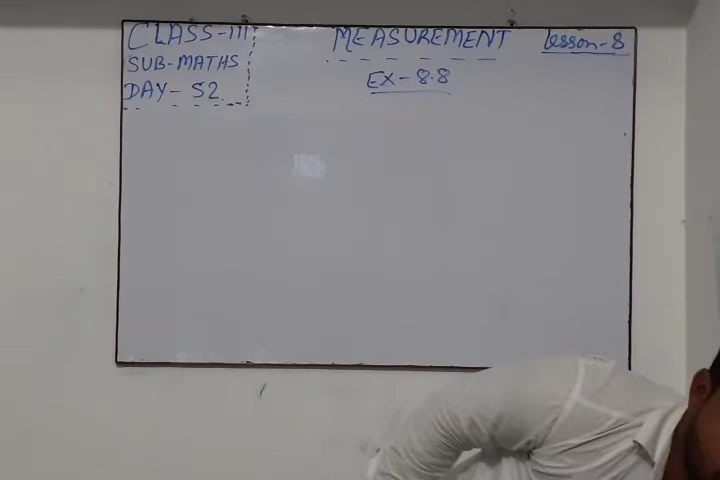 CLASS-III
SUB-MATHS
DAY- 52
MEASUREMENT
EX- 8.8
Lesson-8